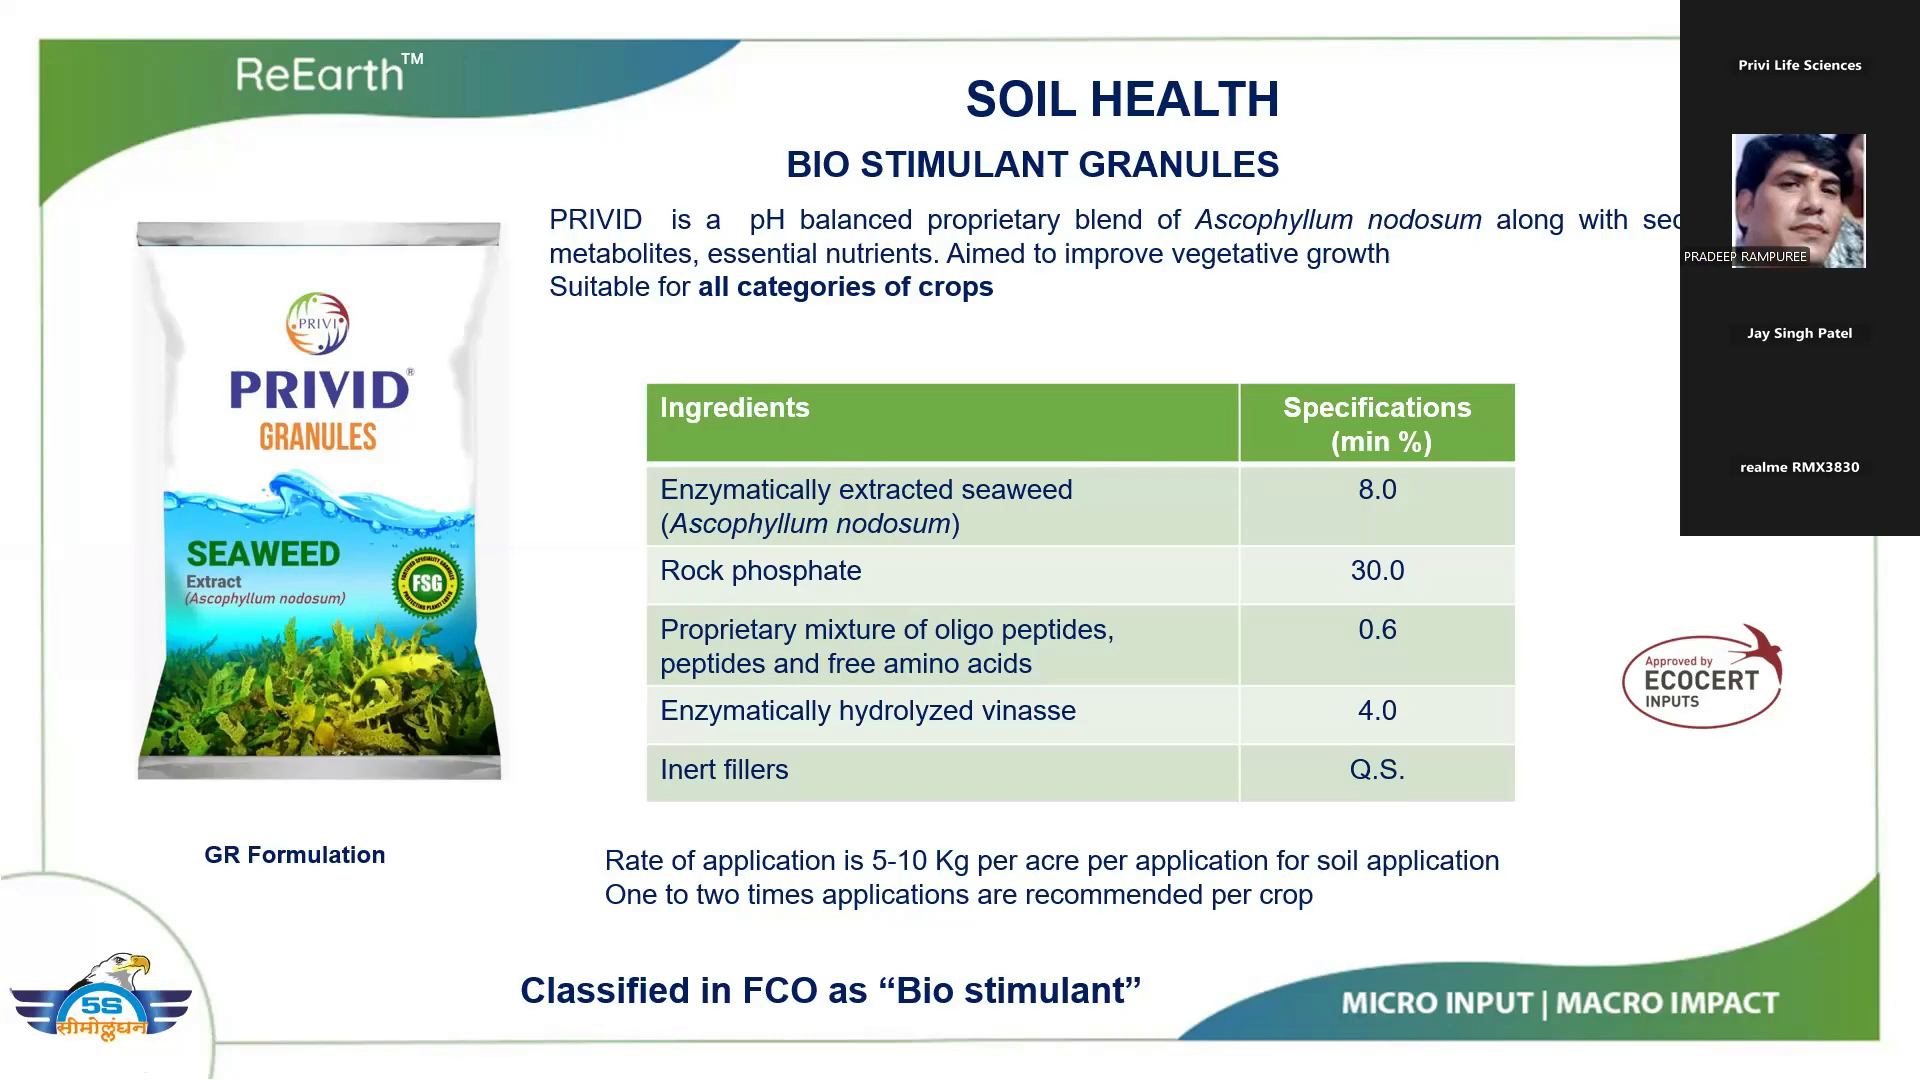 ReEarth™
SOIL HEALTH
BIO STIMULANT GRANULES
PRIVID is a pH balanced proprietary blend of Ascophyllum nodosum along with sec
metabolites, essential nutrients. Aimed to improve vegetative growth
Suitable for all categories of crops
PRIVI
PRIVID®
GRANULES
SEAWEED
Extract
(Ascophyllum nodosum)
FORTIFIED SPECIALITY GRANULES
FSG
PROTECTING PLANET EARTH
GR Formulation
Ingredients Specifications
(min %)
Enzymatically extracted seaweed 8.0
(Ascophyllum nodosum)
Rock phosphate 30.0
Proprietary mixture of oligo peptides, 0.6
peptides and free amino acids
Enzymatically hydrolyzed vinasse 4.0
Inert fillers Q.S.
Rate of application is 5-10 Kg per acre per application for soil application
One to two times applications are recommended per crop
Classified in FCO as “Bio stimulant”
Approved by
ECOCERT
INPUTS
5S
सीमोल्लंघन
MICRO INPUT | MACRO IMPACT
Privi Life Sciences
PRADEEP RAMPUREE
Jay Singh Patel
realme RMX3830